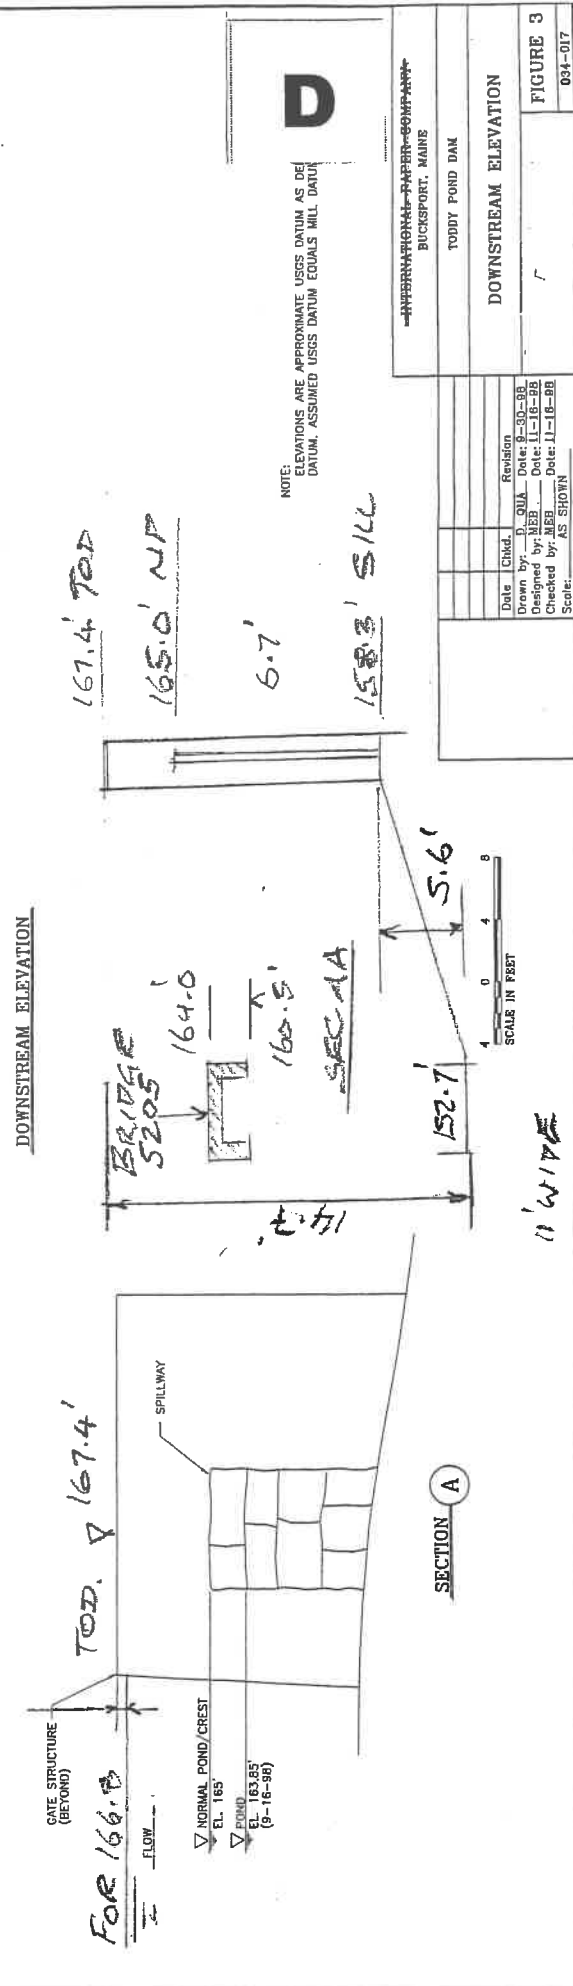 DOWNSTREAM ELEVATION
GATE STRUCTURE
(BEYOND)
TOD. ▽ 167.4'
FLOW
▽ NORMAL POND/CREST
EL. 165'
▽ POND
EL. 163.85'
(9-16-98)
SPILLWAY
SECTION A
BRIDGE
5205
164.0'
160.5'
SEC AA
14.7'
152.7'
5.6'
11' WIDE
4 0 4 8
SCALE IN FEET
167.4' TOD
165.0' NP
6.7'
158.3' SILL
NOTE:
ELEVATIONS ARE APPROXIMATE USGS DATUM AS
DATUM. ASSUMED USGS DATUM EQUALS MILL DATUM
D
INTERNATIONAL PAPER COMPANY
BUCKSPORT, MAINE
TODDY POND DAM
DOWNSTREAM ELEVATION
FIGURE 3
034-017
Date Chkd. Revision
Drawn by: D. QUA Date: 9-30-98
Designed by: MEB Date: 11-16-98
Checked by: MEB Date: 11-16-98
Scale: AS SHOWN